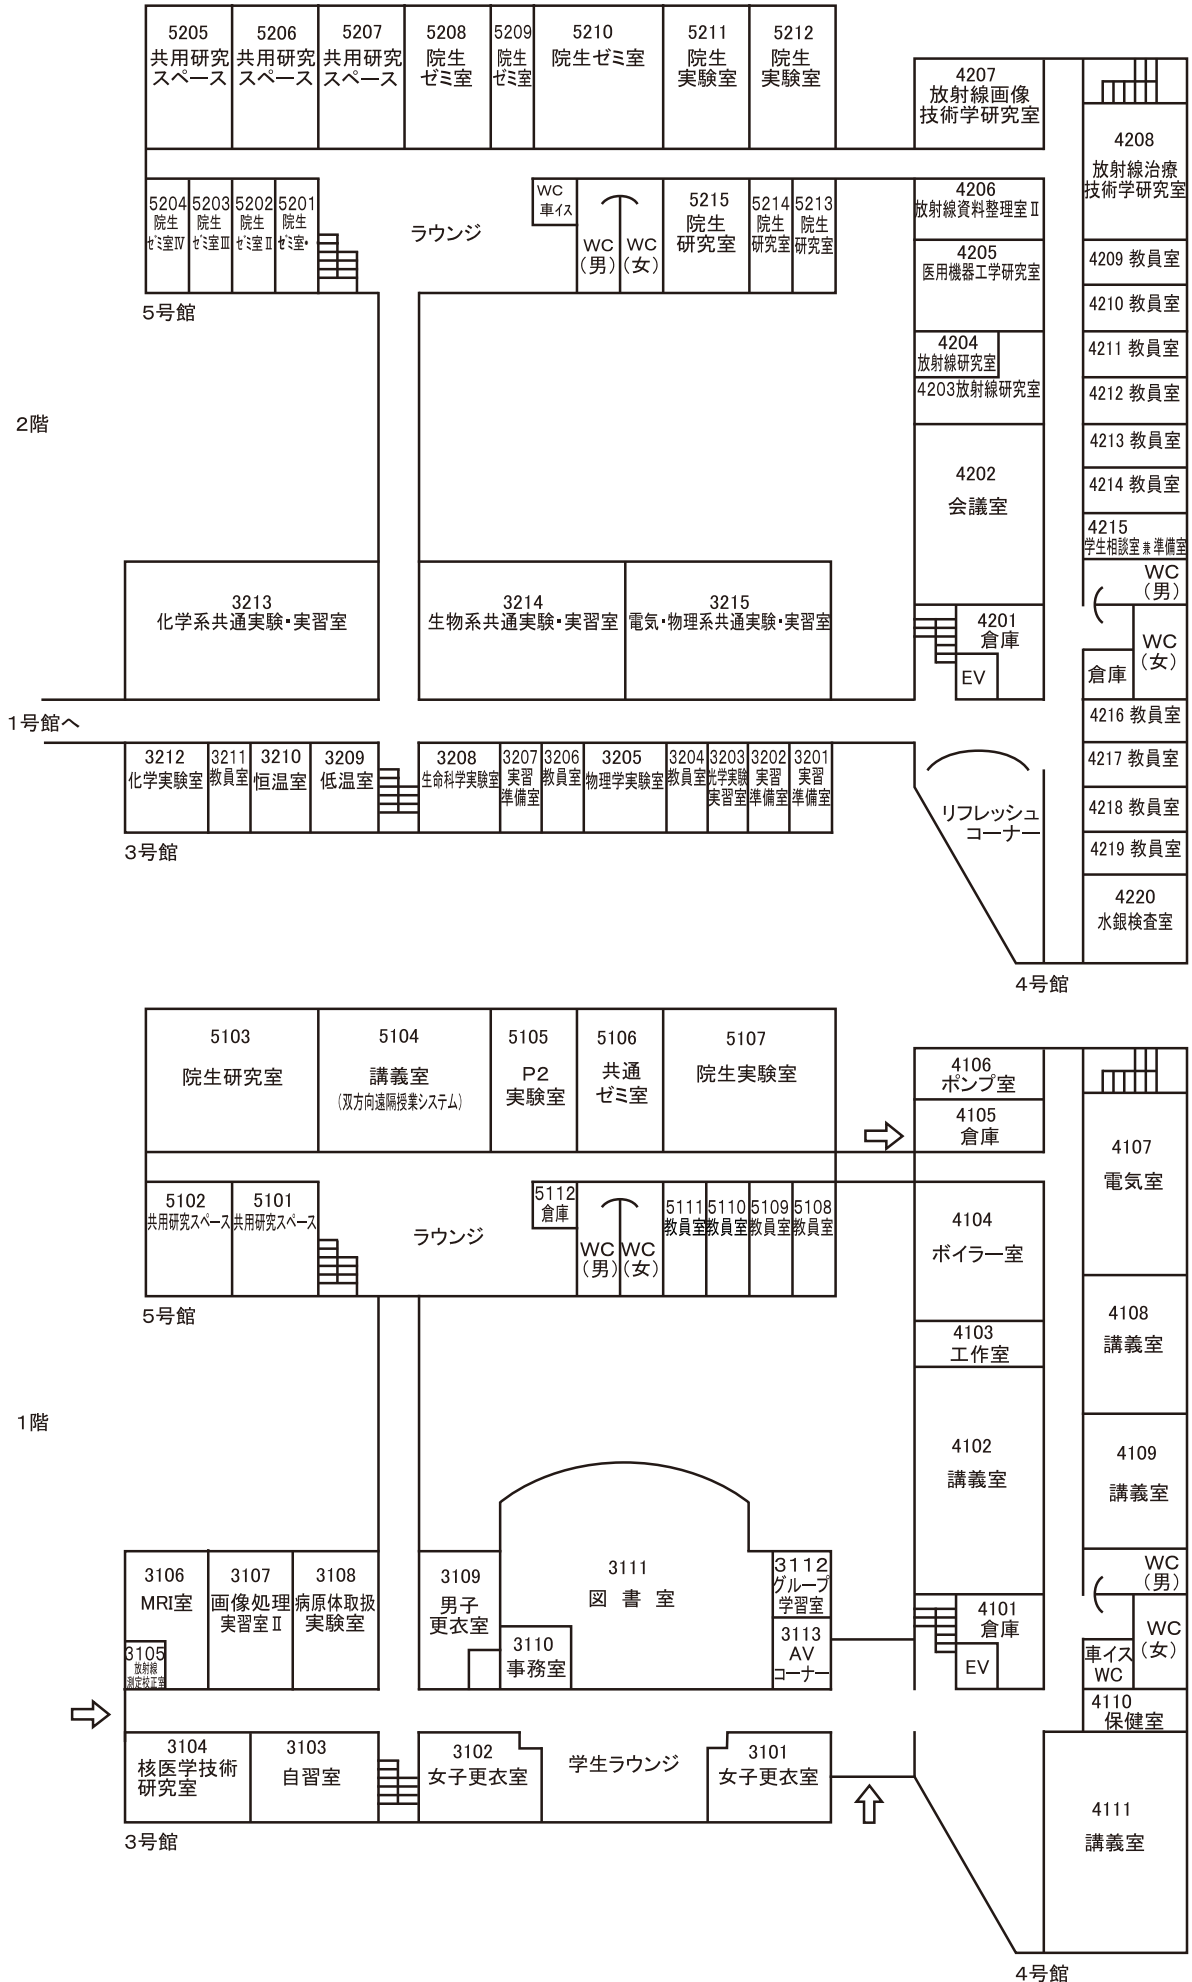 5205
共用研究
スペース
5206
共用研究
スペース
5207
共用研究
スペース
5208
院生
ゼミ室
5209
院生
ゼミ室
5210
院生ゼミ室
5211
院生
実験室
5212
院生
実験室
4207
放射線画像
技術学研究室
4208
放射線治療
技術学研究室
5204
院生
ゼミ室Ⅳ
5203
院生
ゼミ室Ⅲ
5202
院生
ゼミ室Ⅱ
5201
院生
ゼミ室・
ラウンジ
WC
車イス
WC
(男)
WC
(女)
5215
院生
研究室
5214
院生
研究室
5213
院生
研究室
4206
放射線資料整理室Ⅱ
4205
医用機器工学研究室
4204
放射線研究室
4203放射線研究室
4202
会議室
4209 教員室
4210 教員室
4211 教員室
4212 教員室
4213 教員室
4214 教員室
4215
学生相談室 兼 準備室
WC
(男)
WC
(女)
倉庫
4201
倉庫
EV
5号館
2階
3213
化学系共通実験・実習室
3214
生物系共通実験・実習室
3215
電気・物理系共通実験・実習室
1号館へ
3212
化学実験室
3211
教員室
3210
恒温室
3209
低温室
3208
生命科学実験室
3207
実習
準備室
3206
教員室
3205
物理学実験室
3204
教員室
3203
光学実験
実習室
3202
実習
準備室
3201
実習
準備室
3号館
リフレッシュ
コーナー
4216 教員室
4217 教員室
4218 教員室
4219 教員室
4220
水銀検査室
4号館
5103
院生研究室
5104
講義室
(双方向遠隔授業システム)
5105
P2
実験室
5106
共通
ゼミ室
5107
院生実験室
4106
ポンプ室
4105
倉庫
4107
電気室
5102
共用研究スペース
5101
共用研究スペース
ラウンジ
5112
倉庫
WC
(男)
WC
(女)
5111
教員室
5110
教員室
5109
教員室
5108
教員室
4104
ボイラー室
4103
工作室
4102
講義室
4108
講義室
4109
講義室
5号館
1階
3106
MRI室
3105
放射線
測定校正室
3107
画像処理
実習室Ⅱ
3108
病原体取扱
実験室
3109
男子
更衣室
3110
事務室
3111
図 書 室
3112
グループ
学習室
3113
AV
コーナー
4101
倉庫
EV
WC
(男)
WC
(女)
車イス
WC
4110
保健室
3104
核医学技術
研究室
3103
自習室
3102
女子更衣室
学生ラウンジ
3101
女子更衣室
4111
講義室
3号館
4号館